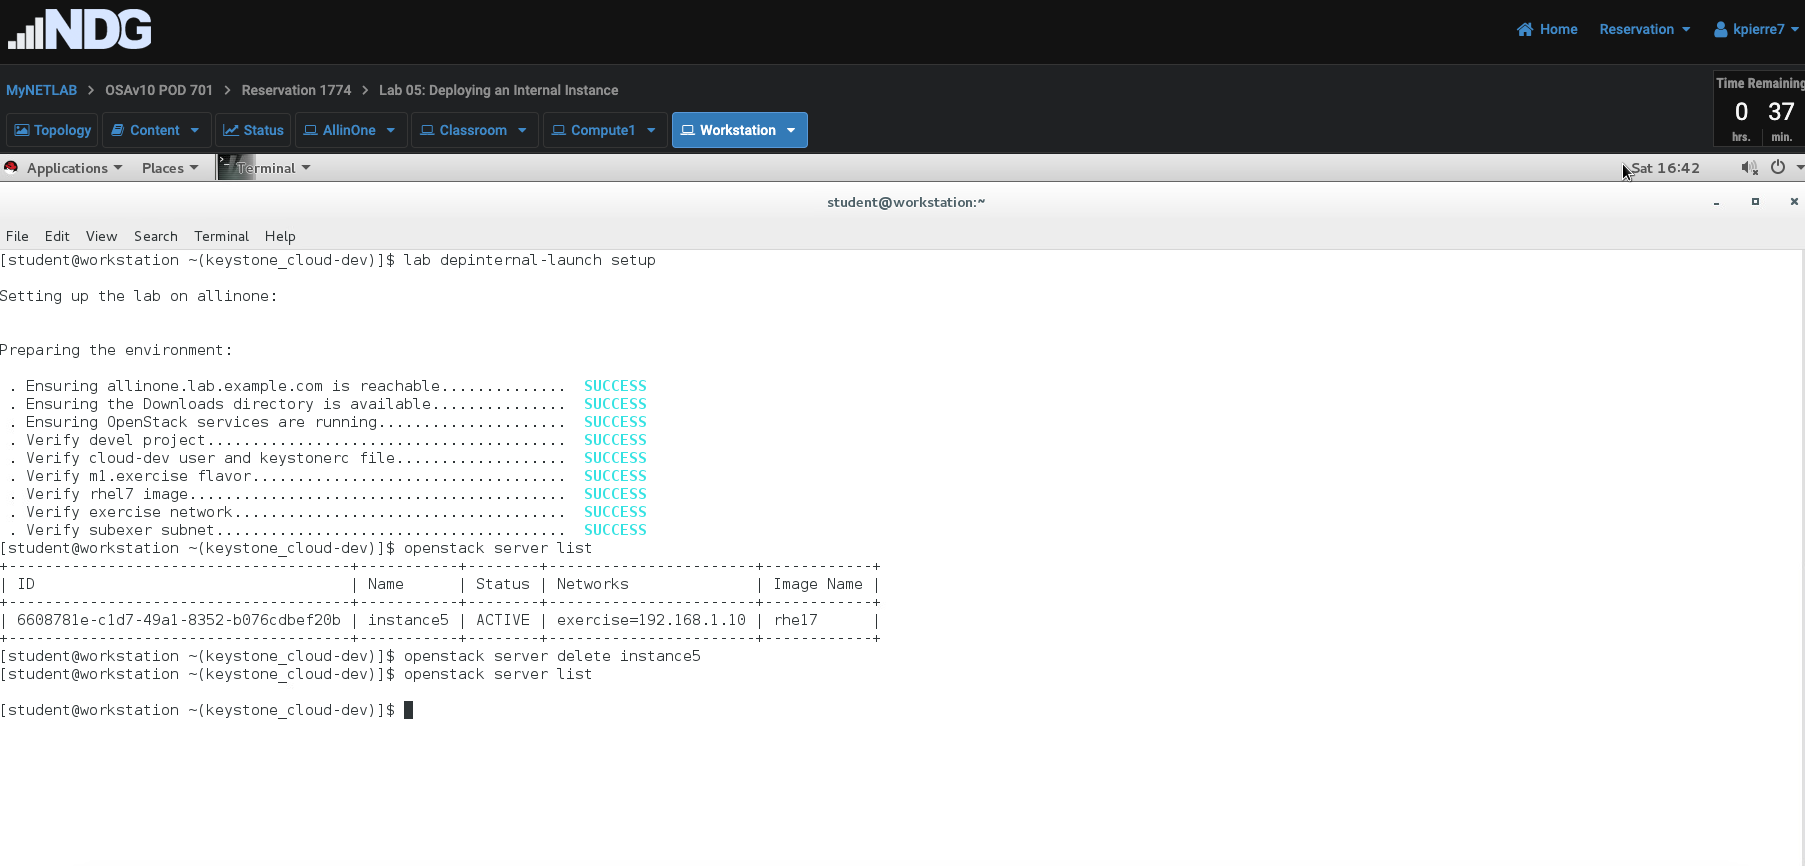 NDG
Home Reservation kpierre7
MyNETLAB > OSAv10 POD 701 > Reservation 1774 > Lab 05: Deploying an Internal Instance
Time Remaining
0 37
hrs. min.
Topology Content Status AllinOne Classroom Compute1 Workstation
Applications Places Terminal Sat 16:42
student@workstation:~
File Edit View Search Terminal Help
[student@workstation ~(keystone_cloud-dev)]$ lab depinternal-launch setup
Setting up the lab on allinone:
Preparing the environment:
. Ensuring allinone.lab.example.com is reachable.............. SUCCESS
. Ensuring the Downloads directory is available............... SUCCESS
. Ensuring OpenStack services are running..................... SUCCESS
. Verify devel project........................................ SUCCESS
. Verify cloud-dev user and keystonerc file................... SUCCESS
. Verify m1.exercise flavor................................... SUCCESS
. Verify rhel7 image.......................................... SUCCESS
. Verify exercise network..................................... SUCCESS
. Verify subexer subnet....................................... SUCCESS
[student@workstation ~(keystone_cloud-dev)]$ openstack server list
+--------------------------------------+-----------+--------+-----------------------+------------+
| ID | Name | Status | Networks | Image Name |
+--------------------------------------+-----------+--------+-----------------------+------------+
| 6608781e-c1d7-49a1-8352-b076cdbef20b | instance5 | ACTIVE | exercise=192.168.1.10 | rhel7 |
+--------------------------------------+-----------+--------+-----------------------+------------+
[student@workstation ~(keystone_cloud-dev)]$ openstack server delete instance5
[student@workstation ~(keystone_cloud-dev)]$ openstack server list
[student@workstation ~(keystone_cloud-dev)]$